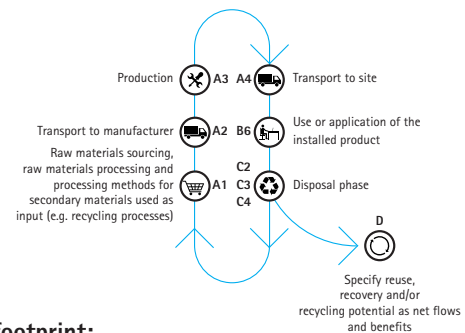 Production A3 A4 Transport to site
Transport to manufacturer A2 B6 Use or application of the
installed product
Raw materials sourcing,
raw materials processing and
processing methods for
secondary materials used as
input (e.g. recycling processes)
A1
C2
C3
C4
Disposal phase
D
Specify reuse,
recovery and/or
recycling potential as net flows
and benefits
footprint: